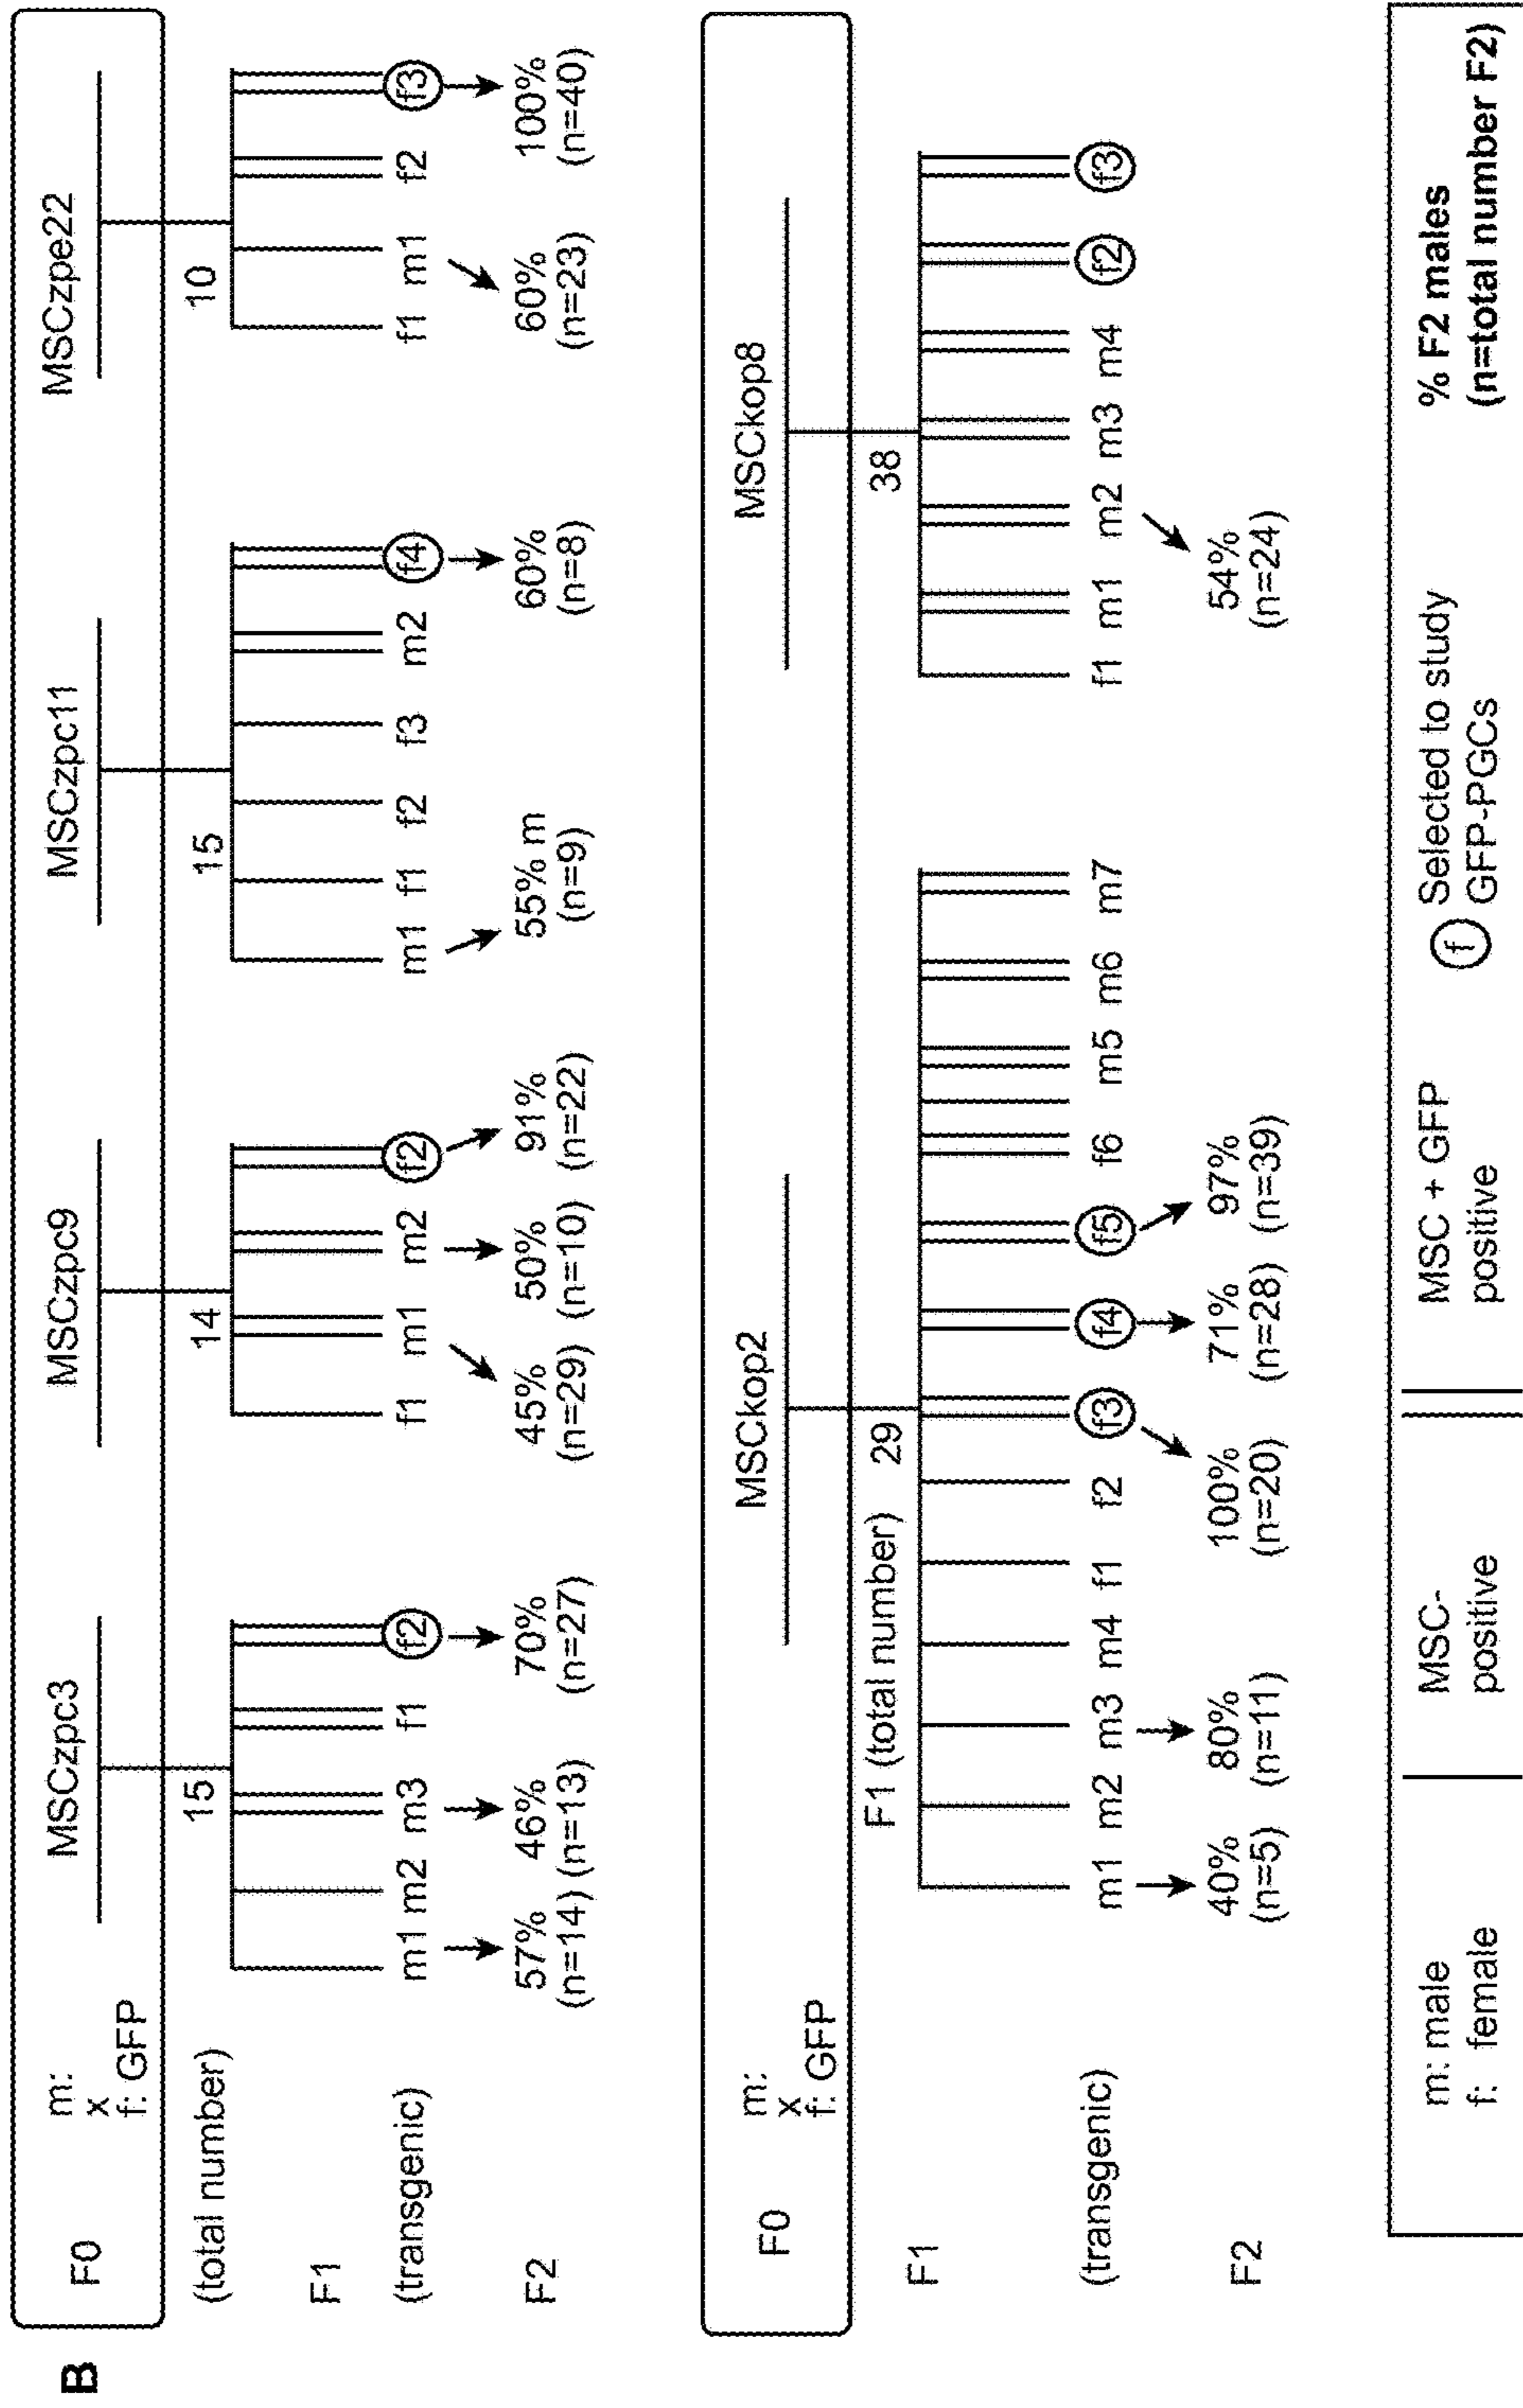 B
F0
m:
x
f: GFP
MSCzpc3
MSCzpc9
MSCzpc11
MSCzpe22
(total number)
15
14
15
10
F1
(transgenic)
m1 m2 m3 f1 f2
f1 m1 m2 f2
m1 f1 f2 f3 m2 f4
f1 m1 f2 f3
F2
57%
(n=14)
46%
(n=13)
70%
(n=27)
45%
(n=29)
50%
(n=10)
91%
(n=22)
55% m
(n=9)
60%
(n=8)
60%
(n=23)
100%
(n=40)
F0
m:
x
f: GFP
MSCkop2
MSCkop8
F1
F1 (total number) 29
38
(transgenic)
m1 m2 m3 m4 f1 f2 f3 f4 f5 f6 m5 m6 m7
f1 m1 m2 m3 m4 f2 f3
F2
40%
(n=5)
80%
(n=11)
100%
(n=20)
71%
(n=28)
97%
(n=39)
54%
(n=24)
m: male
f: female
MSC-
positive
MSC + GFP
positive
f Selected to study
GFP-PGCs
% F2 males
(n=total number F2)